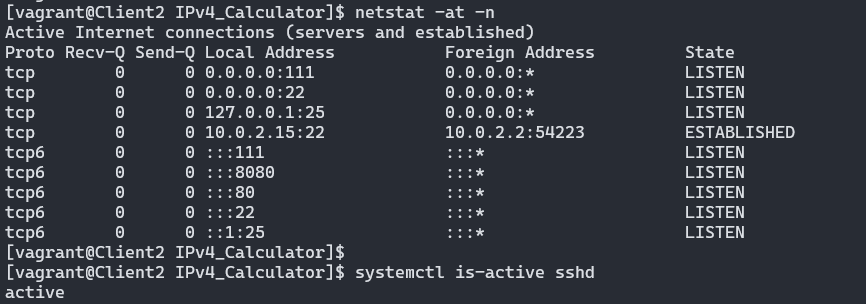 [vagrant@Client2 IPv4_Calculator]$ netstat -at -n
Active Internet connections (servers and established)
Proto Recv-Q Send-Q Local Address           Foreign Address         State
tcp        0      0 0.0.0.0:111             0.0.0.0:*               LISTEN
tcp        0      0 0.0.0.0:22              0.0.0.0:*               LISTEN
tcp        0      0 127.0.0.1:25            0.0.0.0:*               LISTEN
tcp        0      0 10.0.2.15:22            10.0.2.2:54223          ESTABLISHED
tcp6       0      0 :::111                  :::*                    LISTEN
tcp6       0      0 :::8080                 :::*                    LISTEN
tcp6       0      0 :::80                   :::*                    LISTEN
tcp6       0      0 :::22                   :::*                    LISTEN
tcp6       0      0 ::1:25                  :::*                    LISTEN
[vagrant@Client2 IPv4_Calculator]$
[vagrant@Client2 IPv4_Calculator]$ systemctl is-active sshd
active